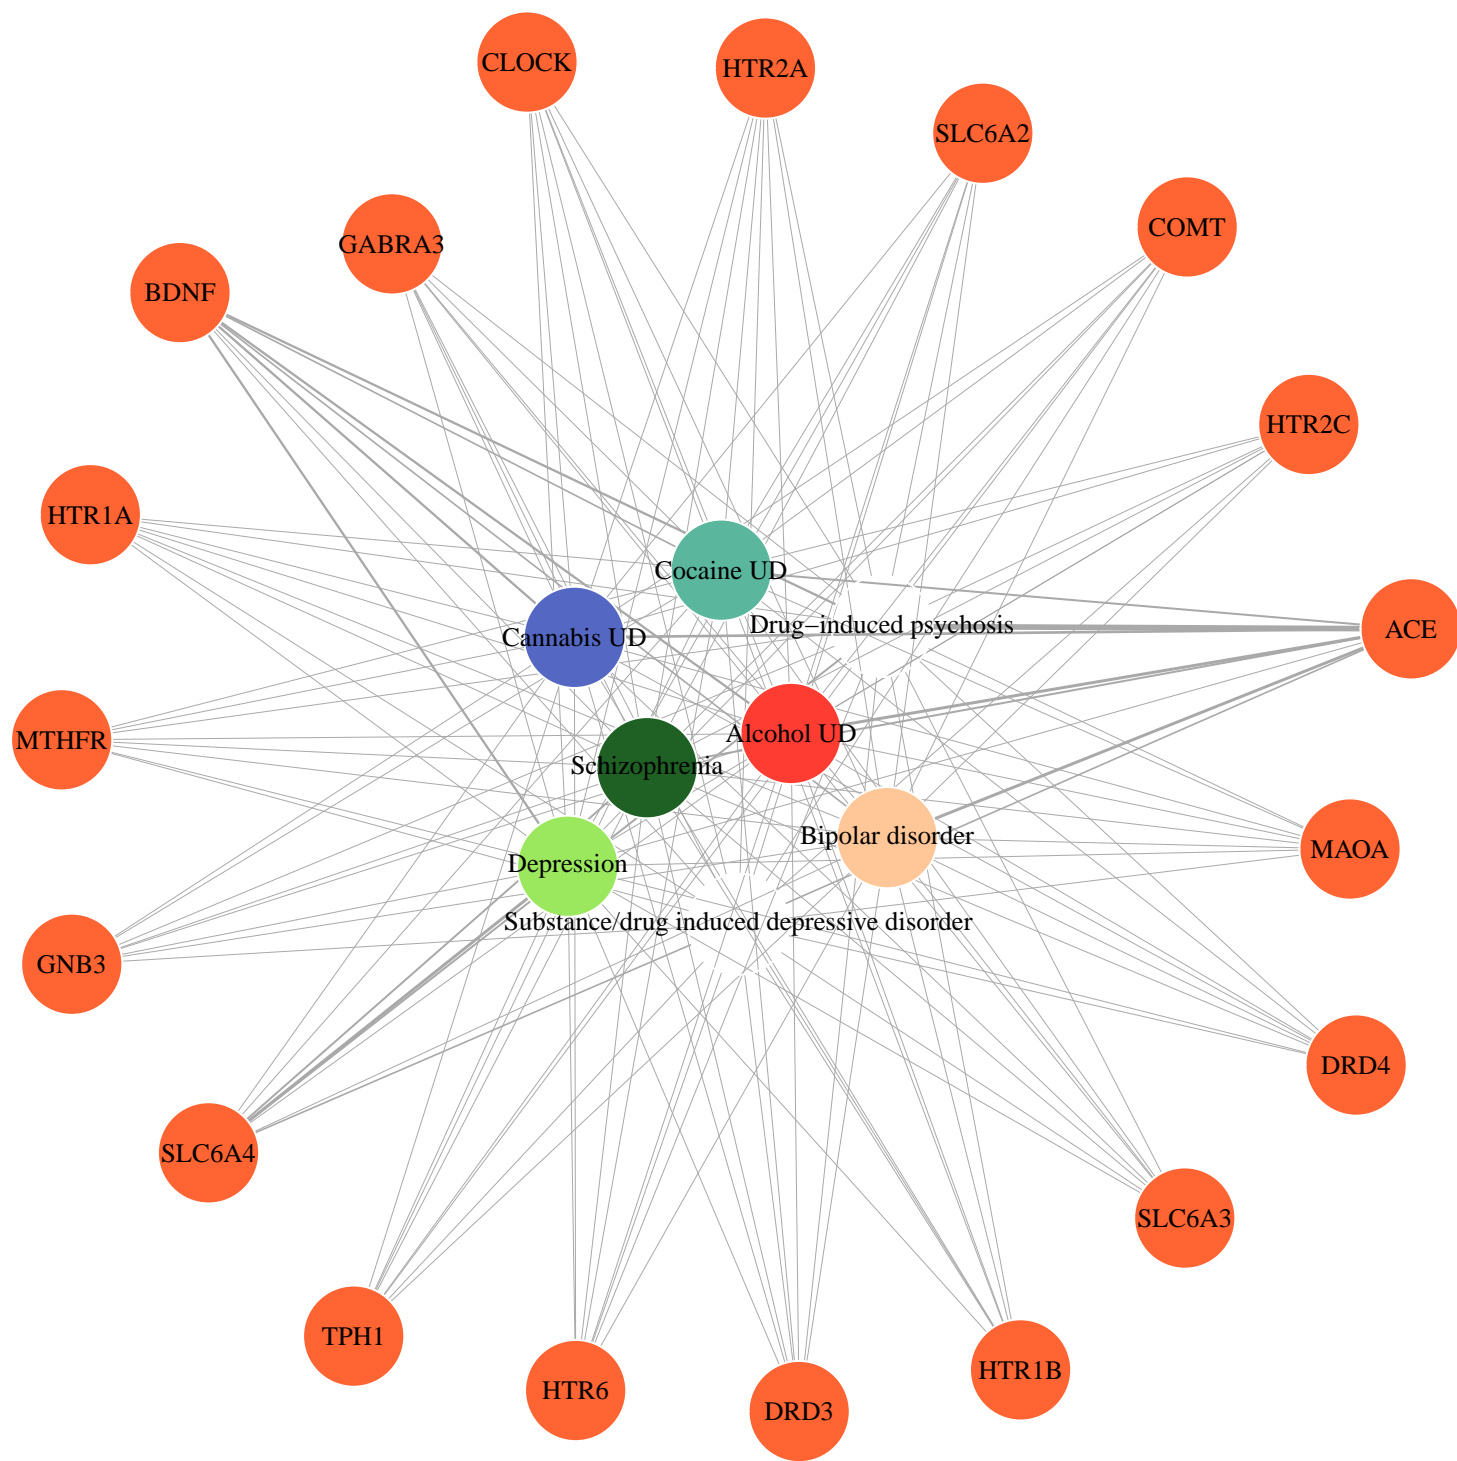 CLOCK
HTR2A
SLC6A2
COMT
GABRA3
BDNF
HTR2C
HTR1A
Cocaine UD
Drug−induced psychosis
ACE
Cannabis UD
Alcohol UD
MTHFR
Schizophrenia
Bipolar disorder
MAOA
Depression
Substance/drug induced depressive disorder
GNB3
DRD4
SLC6A4
SLC6A3
TPH1
HTR1B
HTR6
DRD3